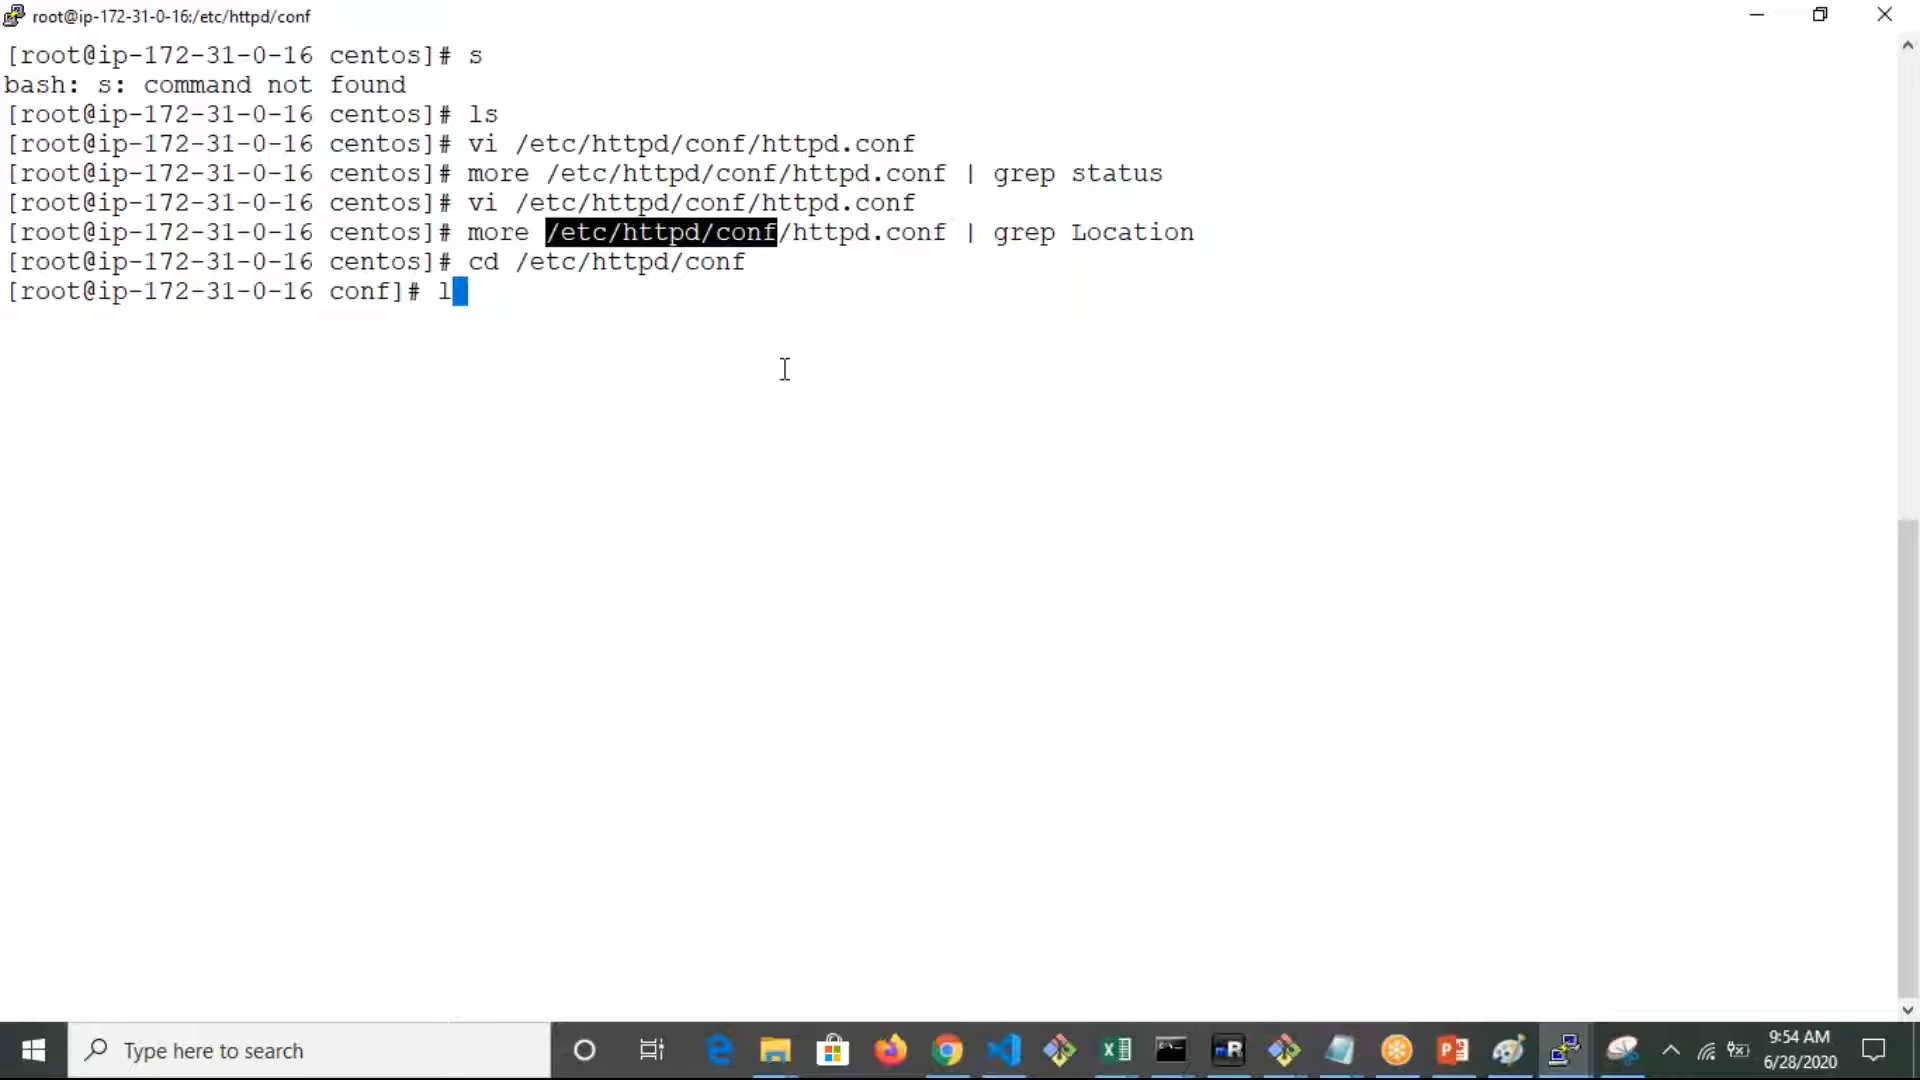 root@ip-172-31-0-16:/etc/httpd/conf
[root@ip-172-31-0-16 centos]# s
bash: s: command not found
[root@ip-172-31-0-16 centos]# ls
[root@ip-172-31-0-16 centos]# vi /etc/httpd/conf/httpd.conf
[root@ip-172-31-0-16 centos]# more /etc/httpd/conf/httpd.conf | grep status
[root@ip-172-31-0-16 centos]# vi /etc/httpd/conf/httpd.conf
[root@ip-172-31-0-16 centos]# more /etc/httpd/conf/httpd.conf | grep Location
[root@ip-172-31-0-16 centos]# cd /etc/httpd/conf
[root@ip-172-31-0-16 conf]# l
Type here to search
9:54 AM
6/28/2020